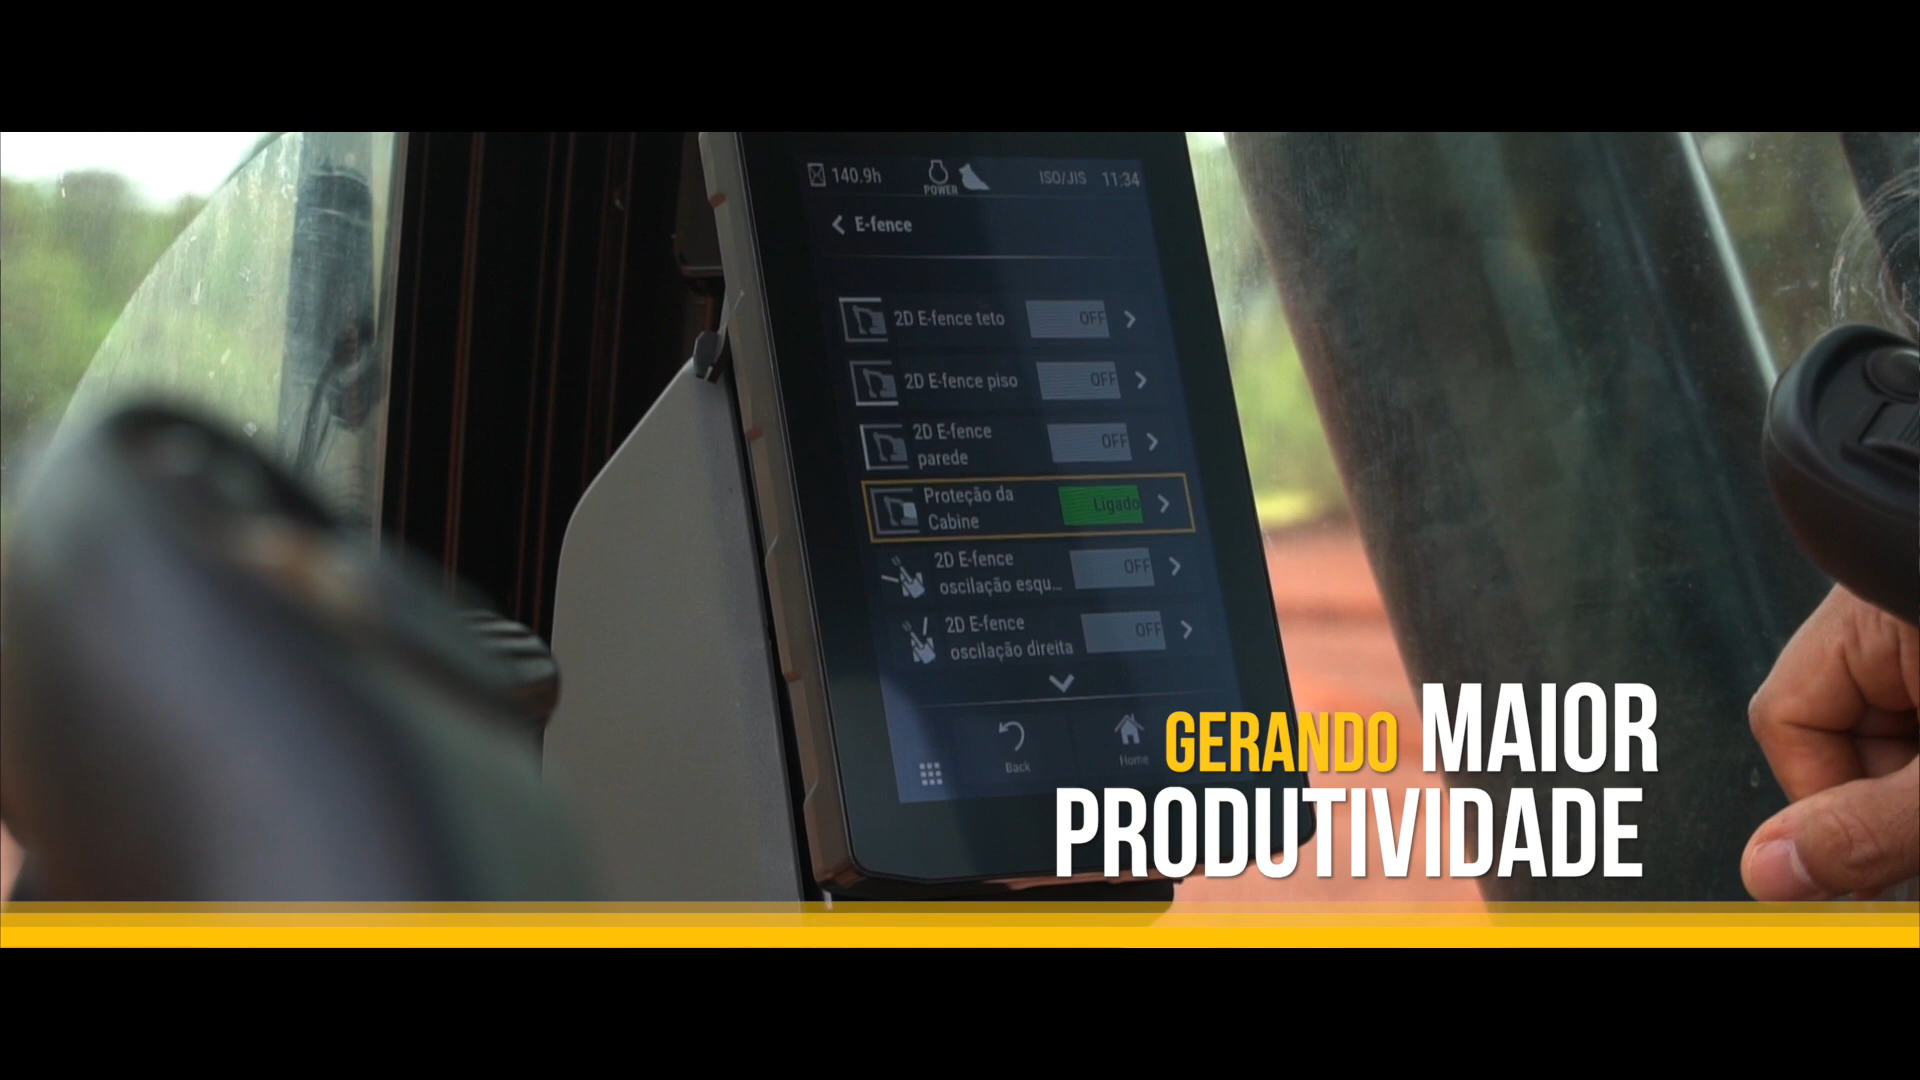 140.9h
POWER
ISO/JIS 11:34
E-fence
2D E-fence teto OFF
2D E-fence piso OFF
2D E-fence
parede
OFF
Proteção da
Cabine
Ligado
2D E-fence
oscilação esqu...
OFF
2D E-fence
oscilação direita
OFF
Back
Home
GERANDO MAIOR
PRODUTIVIDADE